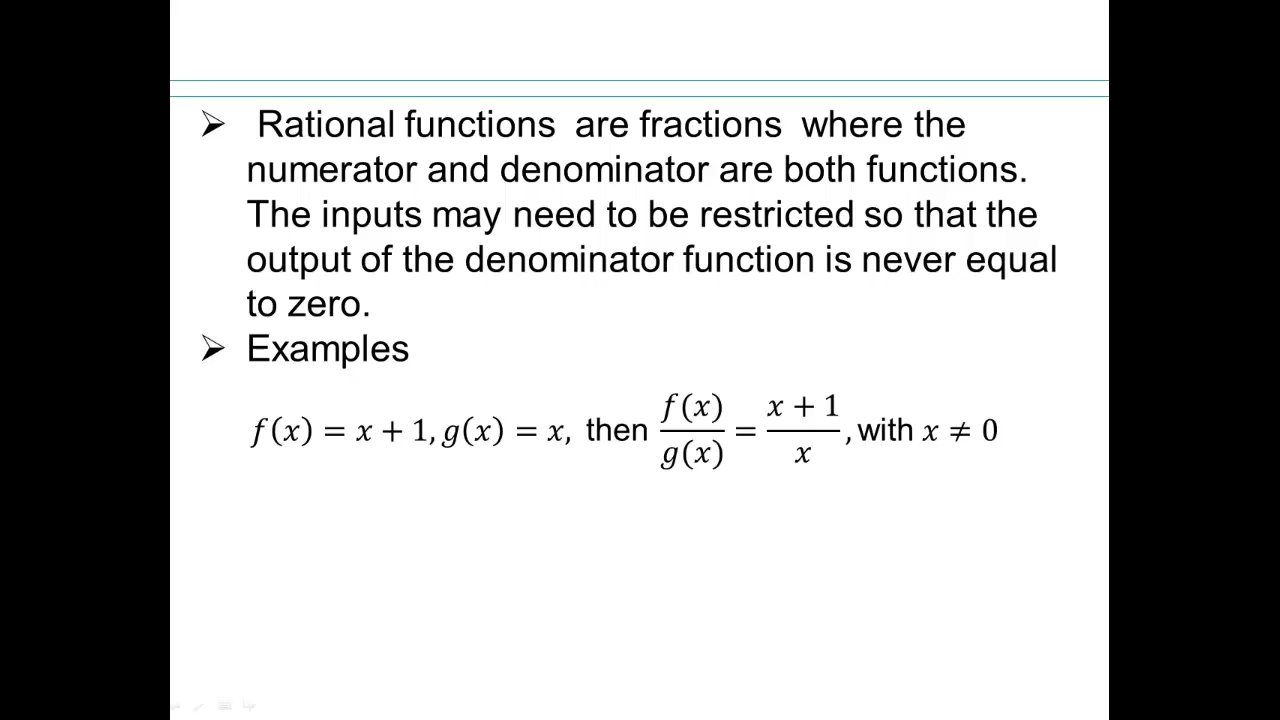 ➢ Rational functions are fractions where the
numerator and denominator are both functions.
The inputs may need to be restricted so that the
output of the denominator function is never equal
to zero.
➢ Examples
𝑓(𝑥) = 𝑥 + 1, 𝑔(𝑥) = 𝑥, then 𝑓(𝑥)/𝑔(𝑥) = (𝑥 + 1)/𝑥, with 𝑥 ≠ 0